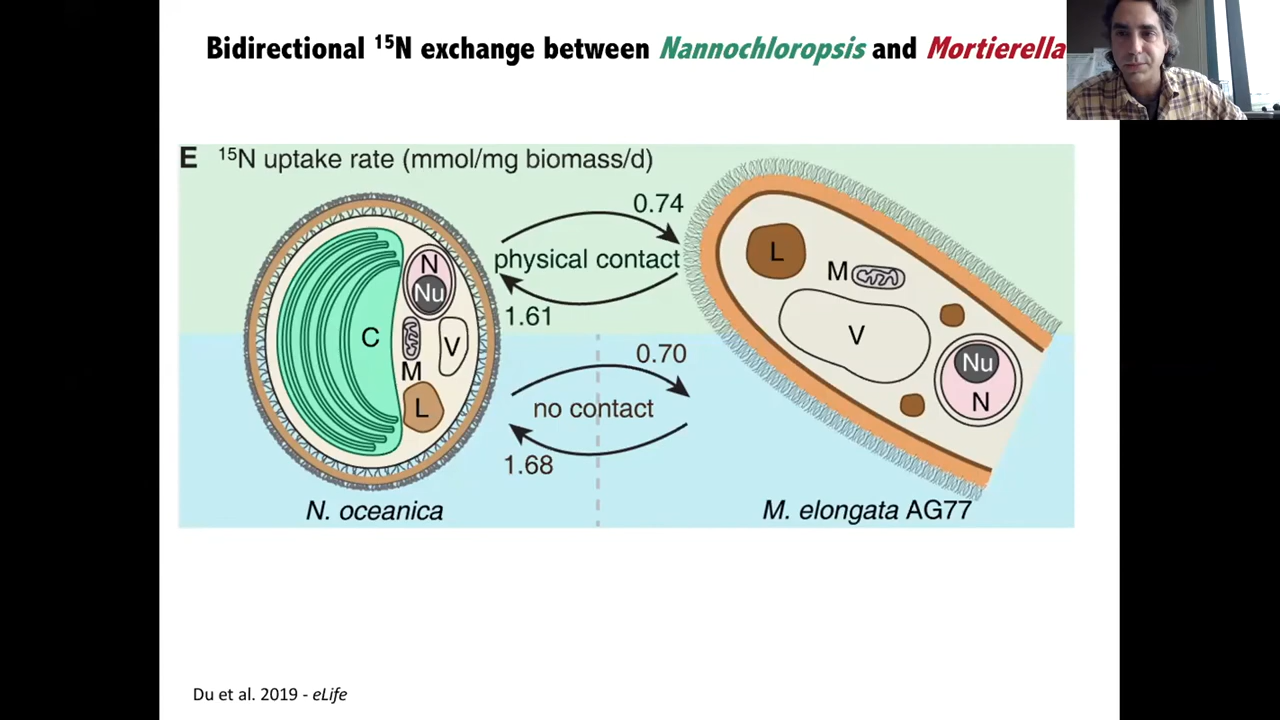 Bidirectional ¹⁵N exchange between Nannochloropsis and Mortierella
E ¹⁵N uptake rate (mmol/mg biomass/d)
0.74
physical contact
1.61
0.70
no contact
1.68
N
Nu
C
V
M
L
N. oceanica
L
M
V
Nu
N
M. elongata AG77
Du et al. 2019 - eLife